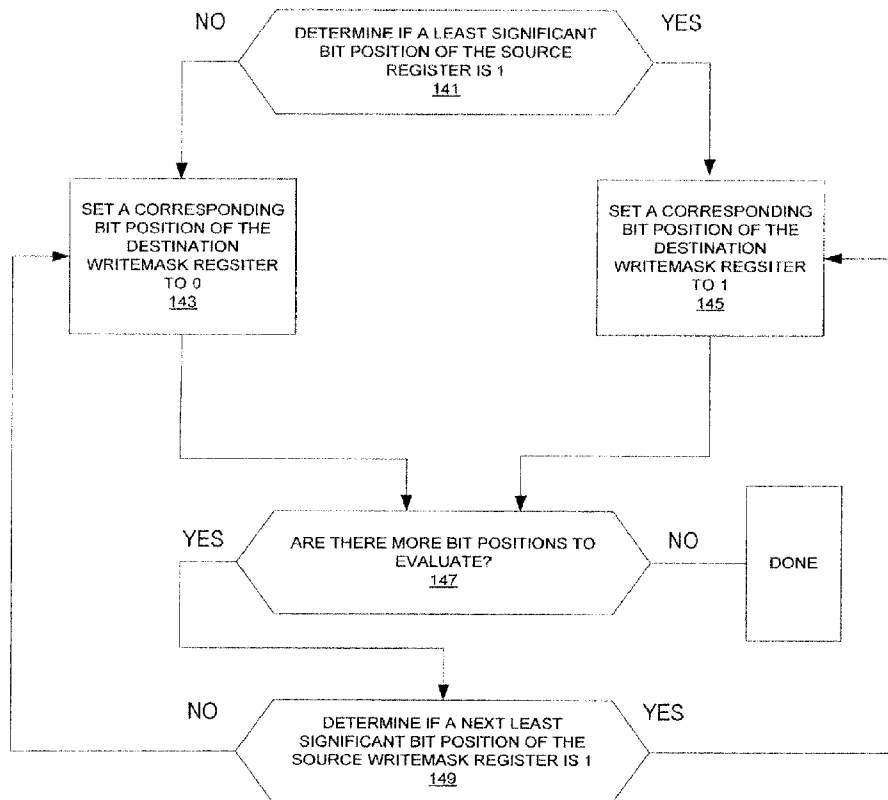 NO
DETERMINE IF A LEAST SIGNIFICANT
BIT POSITION OF THE SOURCE
REGISTER IS 1
141
YES
SET A CORRESPONDING
BIT POSITION OF THE
DESTINATION
WRITEMASK REGSITER
TO 0
143
SET A CORRESPONDING
BIT POSITION OF THE
DESTINATION
WRITEMASK REGSITER
TO 1
145
YES
ARE THERE MORE BIT POSITIONS TO
EVALUATE?
147
NO
DONE
NO
DETERMINE IF A NEXT LEAST
SIGNIFICANT BIT POSITION OF THE
SOURCE WRITEMASK REGISTER IS 1
149
YES